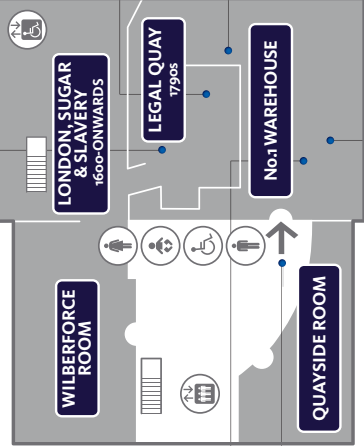 LONDON, SUGAR
& SLAVERY
1600-ONWARDS
LEGAL QUAY
1790s
No.1 WAREHOUSE
WILBERFORCE
ROOM
QUAYSIDE ROOM